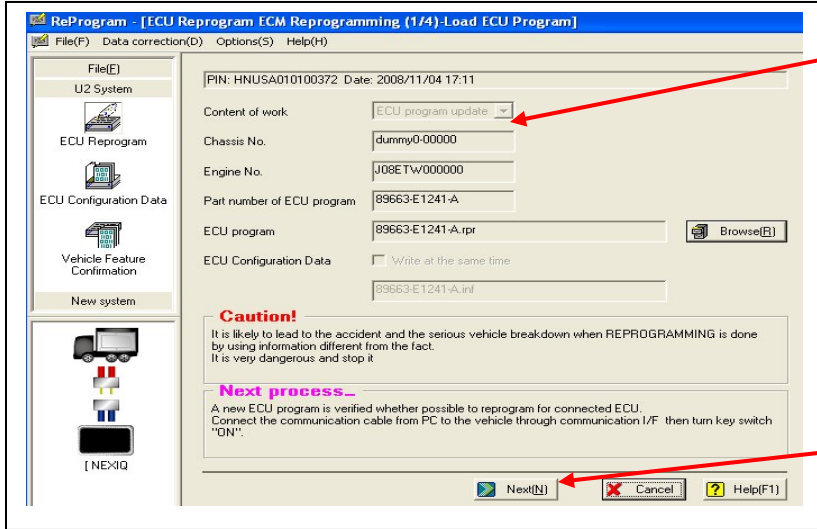 ReProgram - [ECU Reprogram ECM Reprogramming (1/4)-Load ECU Program]
File(F) Data correction(D) Options(S) Help(H)
File(F)
U2 System
ECU Reprogram
ECU Configuration Data
Vehicle Feature
Confirmation
New system
[ NEXIQ
PIN: HNUSA010100372 Date: 2008/11/04 17:11
Content of work ECU program update
Chassis No. dummy0-00000
Engine No. J08ETW000000
Part number of ECU program 89663-E1241-A
ECU program 89663-E1241-A.rpr Browse(R)
ECU Configuration Data Write at the same time
89663-E1241-A.inf
Caution!
It is likely to lead to the accident and the serious vehicle breakdown when REPROGRAMMING is done
by using information different from the fact.
It is very dangerous and stop it
Next process...
A new ECU program is verified whether possible to reprogram for connected ECU.
Connect the communication cable from PC to the vehicle through communication I/F then turn key switch
"ON".
Next(N) Cancel Help(F1)